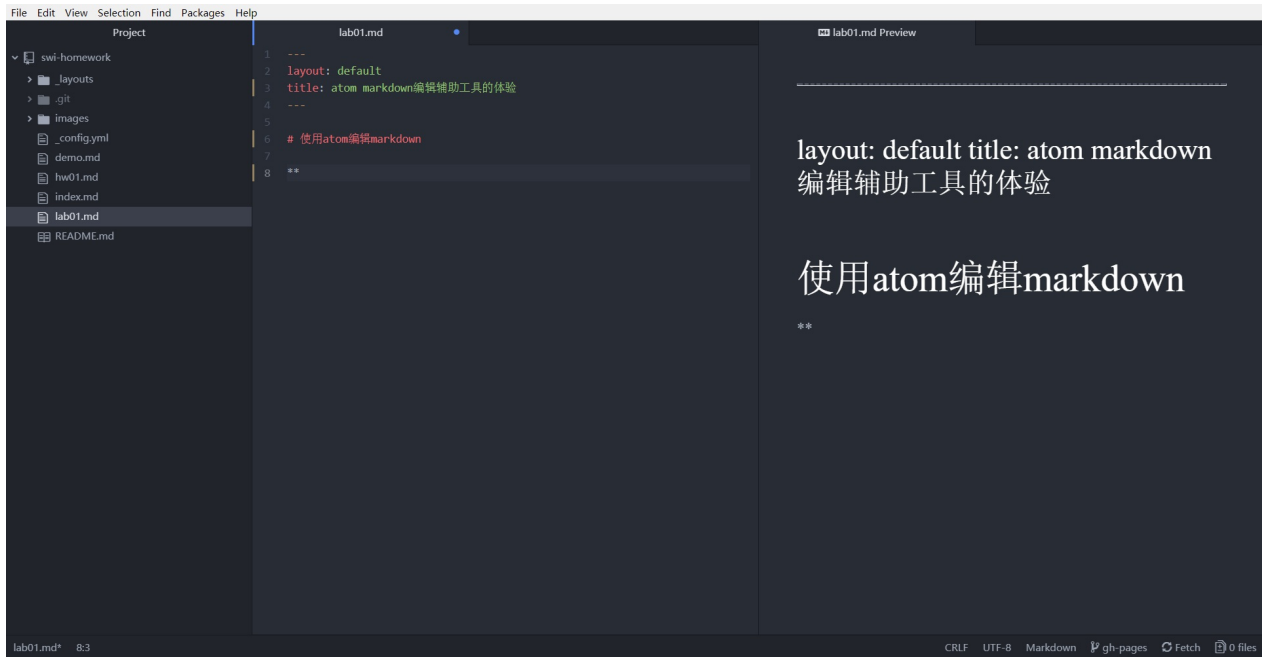 File Edit View Selection Find Packages Help
Project
swi-homework
_layouts
.git
images
_config.yml
demo.md
hw01.md
index.md
lab01.md
README.md
lab01.md
1 ---
2 layout: default
3 title: atom markdown编辑辅助工具的体验
4 ---
5
6 # 使用atom编辑markdown
7
8 **
lab01.md Preview
layout: default title: atom markdown
编辑辅助工具的体验
使用atom编辑markdown
**
lab01.md* 8:3
CRLF UTF-8 Markdown gh-pages Fetch 0 files